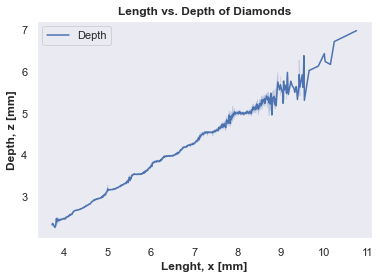 Length vs. Depth of Diamonds
Depth
7
6
5
4
3
Depth, z [mm]
4 5 6 7 8 9 10 11
Lenght, x [mm]